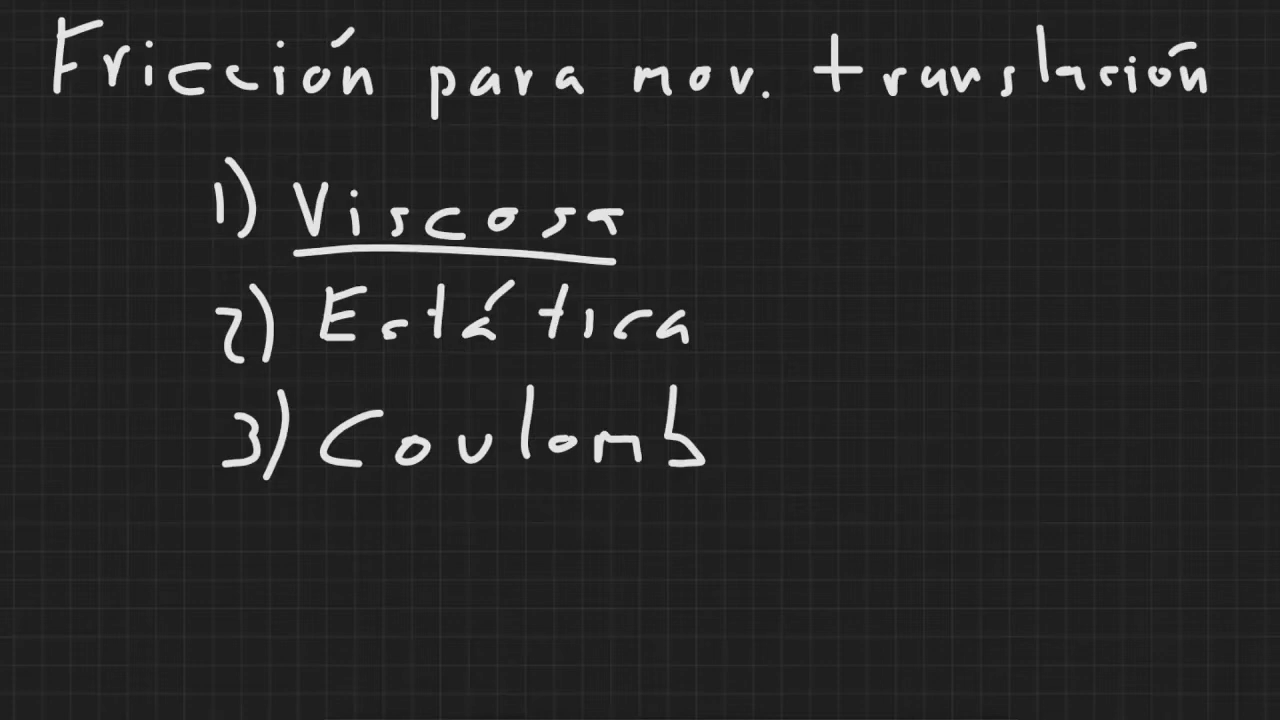 Fricción para mov. translación
1) Viscosa
2) Estática
3) Coulomb